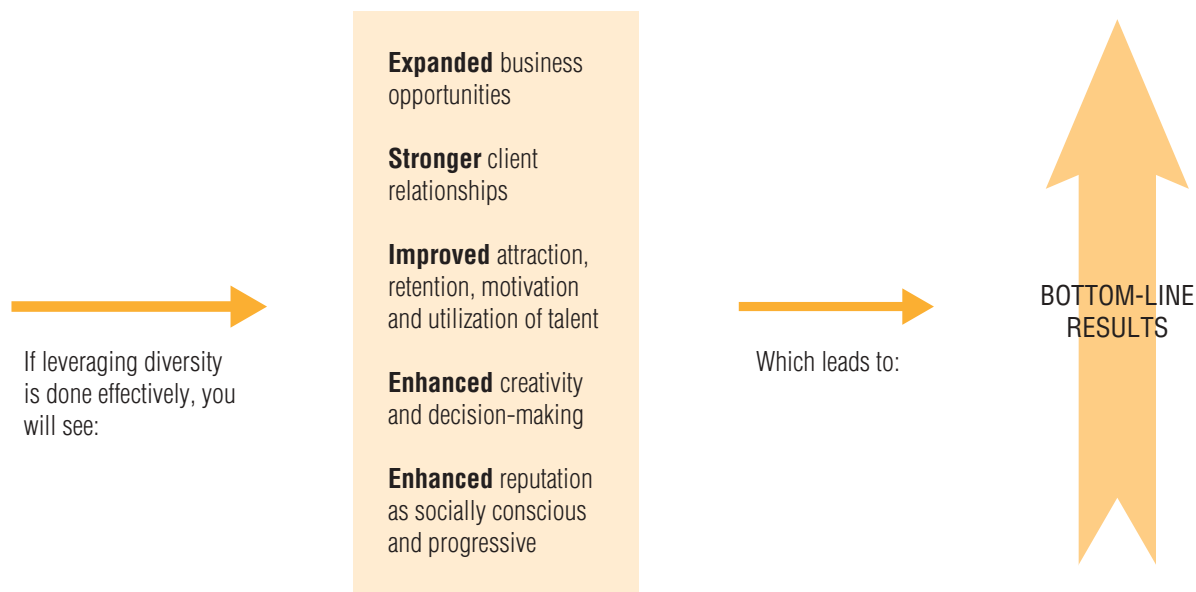 If leveraging diversity
is done effectively, you
will see:
Expanded business
opportunities
Stronger client
relationships
Improved attraction,
retention, motivation
and utilization of talent
Enhanced creativity
and decision-making
Enhanced reputation
as socially conscious
and progressive
Which leads to:
BOTTOM-LINE
RESULTS